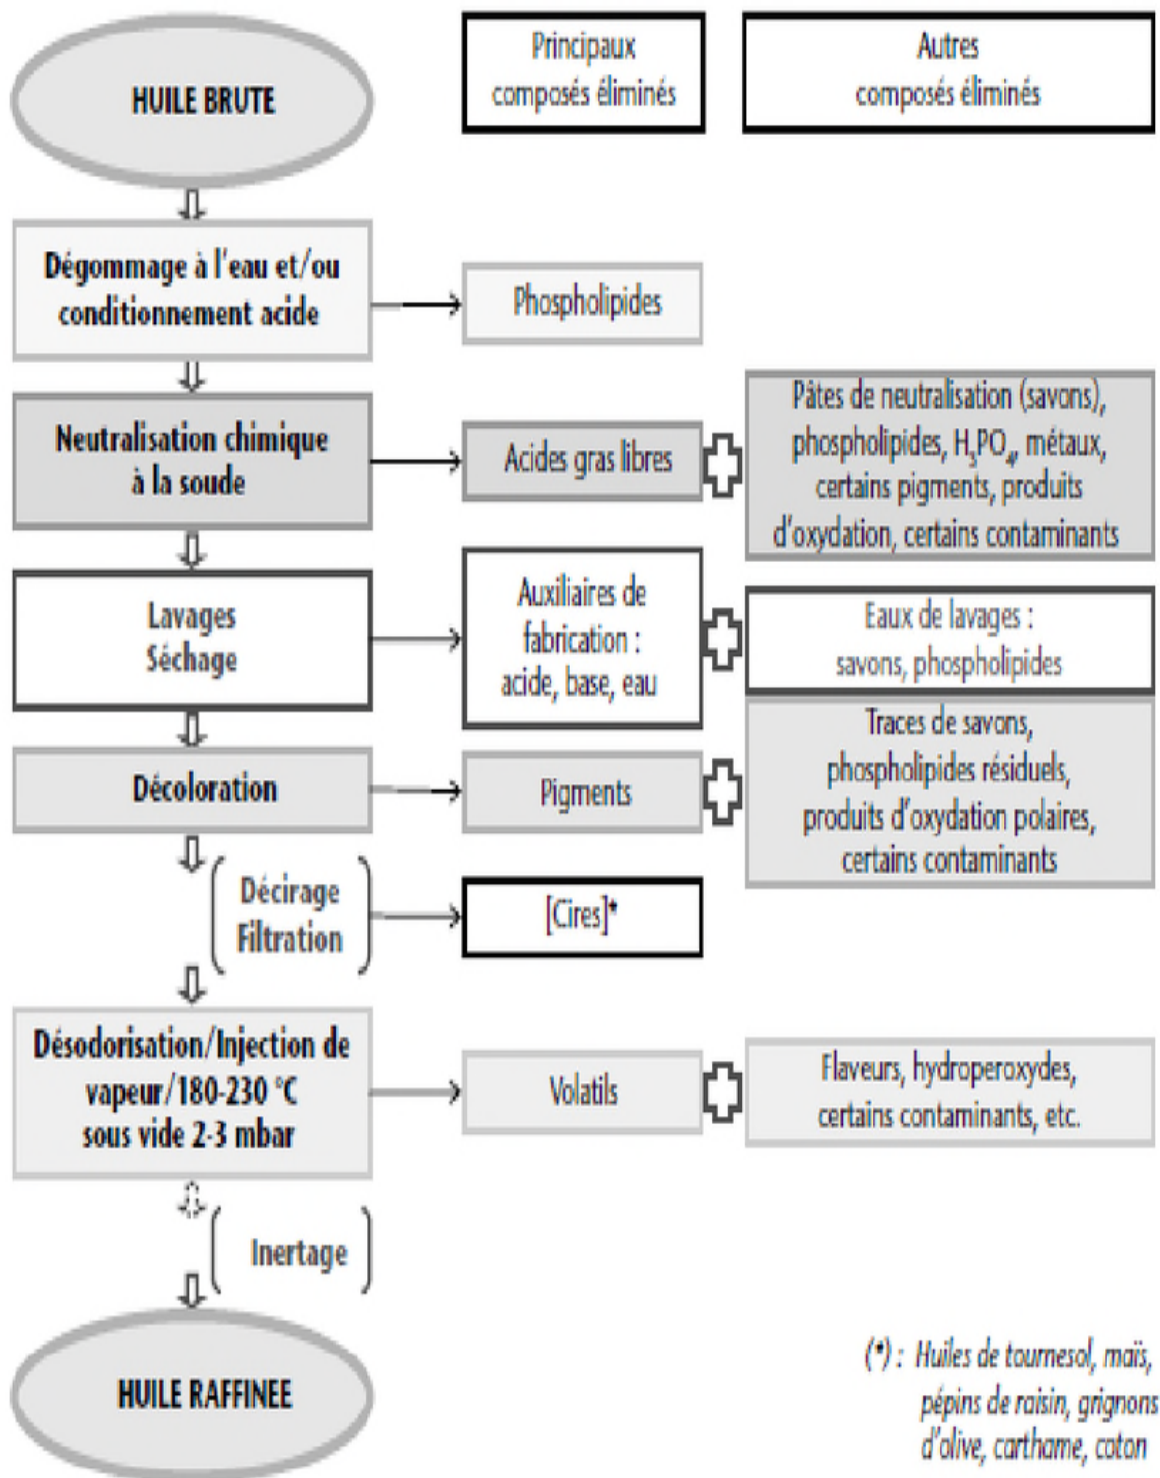 HUILE BRUTE
Principaux
composés éliminés
Autres
composés éliminés
Dégommage à l'eau et/ou
conditionnement acide
Phospholipides
Neutralisation chimique
à la soude
Acides gras libres
Pâtes de neutralisation (savons),
phospholipides, H₃PO₄, métaux,
certains pigments, produits
d'oxydation, certains contaminants
Lavages
Séchage
Auxiliaires de
fabrication :
acide, base, eau
Eaux de lavages :
savons, phospholipides
Décoloration
Pigments
Traces de savons,
phospholipides résiduels,
produits d'oxydation polaires,
certains contaminants
Décirage
Filtration
[Cires]*
Désodorisation/Injection de
vapeur/180-230 °C
sous vide 2-3 mbar
Volatils
Flaveurs, hydroperoxydes,
certains contaminants, etc.
Inertage
HUILE RAFFINEE
(*) : Huiles de tournesol, maïs,
pépins de raisin, grignons
d'olive, carthame, coton